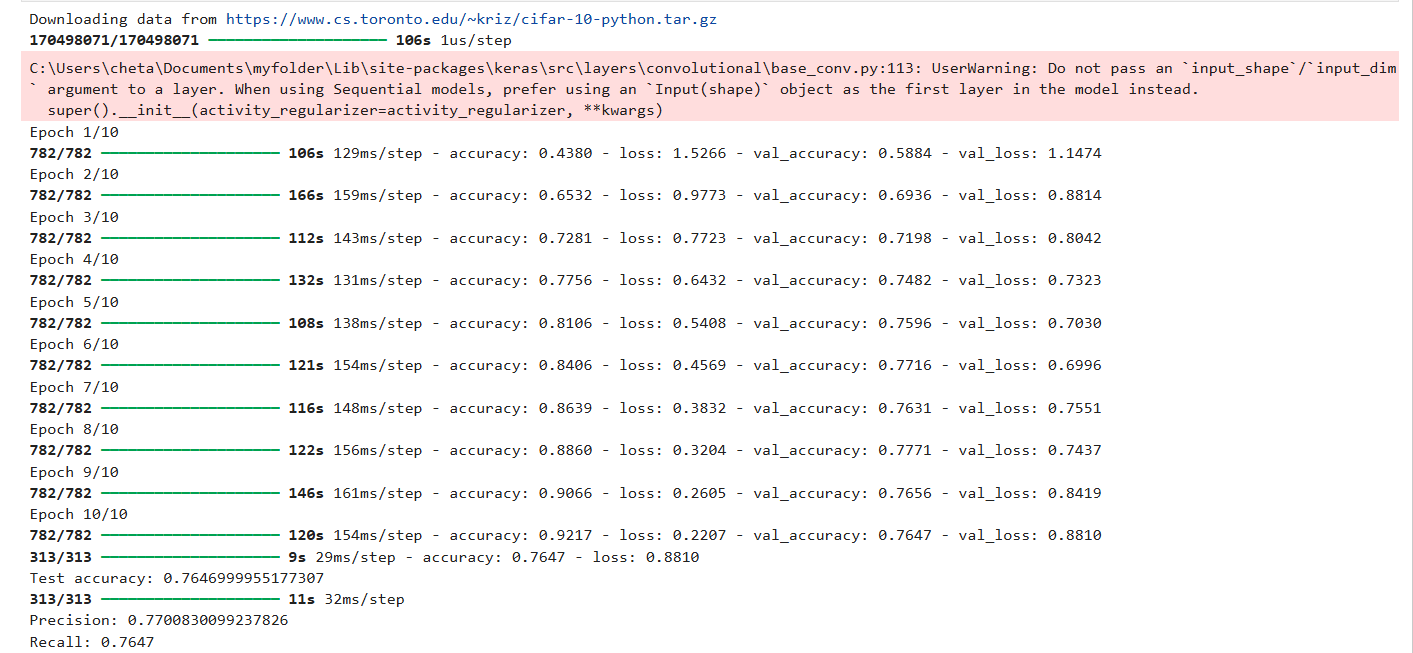 Downloading data from https://www.cs.toronto.edu/~kriz/cifar-10-python.tar.gz
170498071/170498071 ━━━━━━━━━━━━━━━━━━━━ 106s 1us/step
C:\Users\cheta\Documents\myfolder\Lib\site-packages\keras\src\layers\convolutional\base_conv.py:113: UserWarning: Do not pass an `input_shape`/`input_dim
` argument to a layer. When using Sequential models, prefer using an `Input(shape)` object as the first layer in the model instead.
  super().__init__(activity_regularizer=activity_regularizer, **kwargs)
Epoch 1/10
782/782 ━━━━━━━━━━━━━━━━━━━━ 106s 129ms/step - accuracy: 0.4380 - loss: 1.5266 - val_accuracy: 0.5884 - val_loss: 1.1474
Epoch 2/10
782/782 ━━━━━━━━━━━━━━━━━━━━ 166s 159ms/step - accuracy: 0.6532 - loss: 0.9773 - val_accuracy: 0.6936 - val_loss: 0.8814
Epoch 3/10
782/782 ━━━━━━━━━━━━━━━━━━━━ 112s 143ms/step - accuracy: 0.7281 - loss: 0.7723 - val_accuracy: 0.7198 - val_loss: 0.8042
Epoch 4/10
782/782 ━━━━━━━━━━━━━━━━━━━━ 132s 131ms/step - accuracy: 0.7756 - loss: 0.6432 - val_accuracy: 0.7482 - val_loss: 0.7323
Epoch 5/10
782/782 ━━━━━━━━━━━━━━━━━━━━ 108s 138ms/step - accuracy: 0.8106 - loss: 0.5408 - val_accuracy: 0.7596 - val_loss: 0.7030
Epoch 6/10
782/782 ━━━━━━━━━━━━━━━━━━━━ 121s 154ms/step - accuracy: 0.8406 - loss: 0.4569 - val_accuracy: 0.7716 - val_loss: 0.6996
Epoch 7/10
782/782 ━━━━━━━━━━━━━━━━━━━━ 116s 148ms/step - accuracy: 0.8639 - loss: 0.3832 - val_accuracy: 0.7631 - val_loss: 0.7551
Epoch 8/10
782/782 ━━━━━━━━━━━━━━━━━━━━ 122s 156ms/step - accuracy: 0.8860 - loss: 0.3204 - val_accuracy: 0.7771 - val_loss: 0.7437
Epoch 9/10
782/782 ━━━━━━━━━━━━━━━━━━━━ 146s 161ms/step - accuracy: 0.9066 - loss: 0.2605 - val_accuracy: 0.7656 - val_loss: 0.8419
Epoch 10/10
782/782 ━━━━━━━━━━━━━━━━━━━━ 120s 154ms/step - accuracy: 0.9217 - loss: 0.2207 - val_accuracy: 0.7647 - val_loss: 0.8810
313/313 ━━━━━━━━━━━━━━━━━━━━ 9s 29ms/step - accuracy: 0.7647 - loss: 0.8810
Test accuracy: 0.7646999955177307
313/313 ━━━━━━━━━━━━━━━━━━━━ 11s 32ms/step
Precision: 0.7700830099237826
Recall: 0.7647